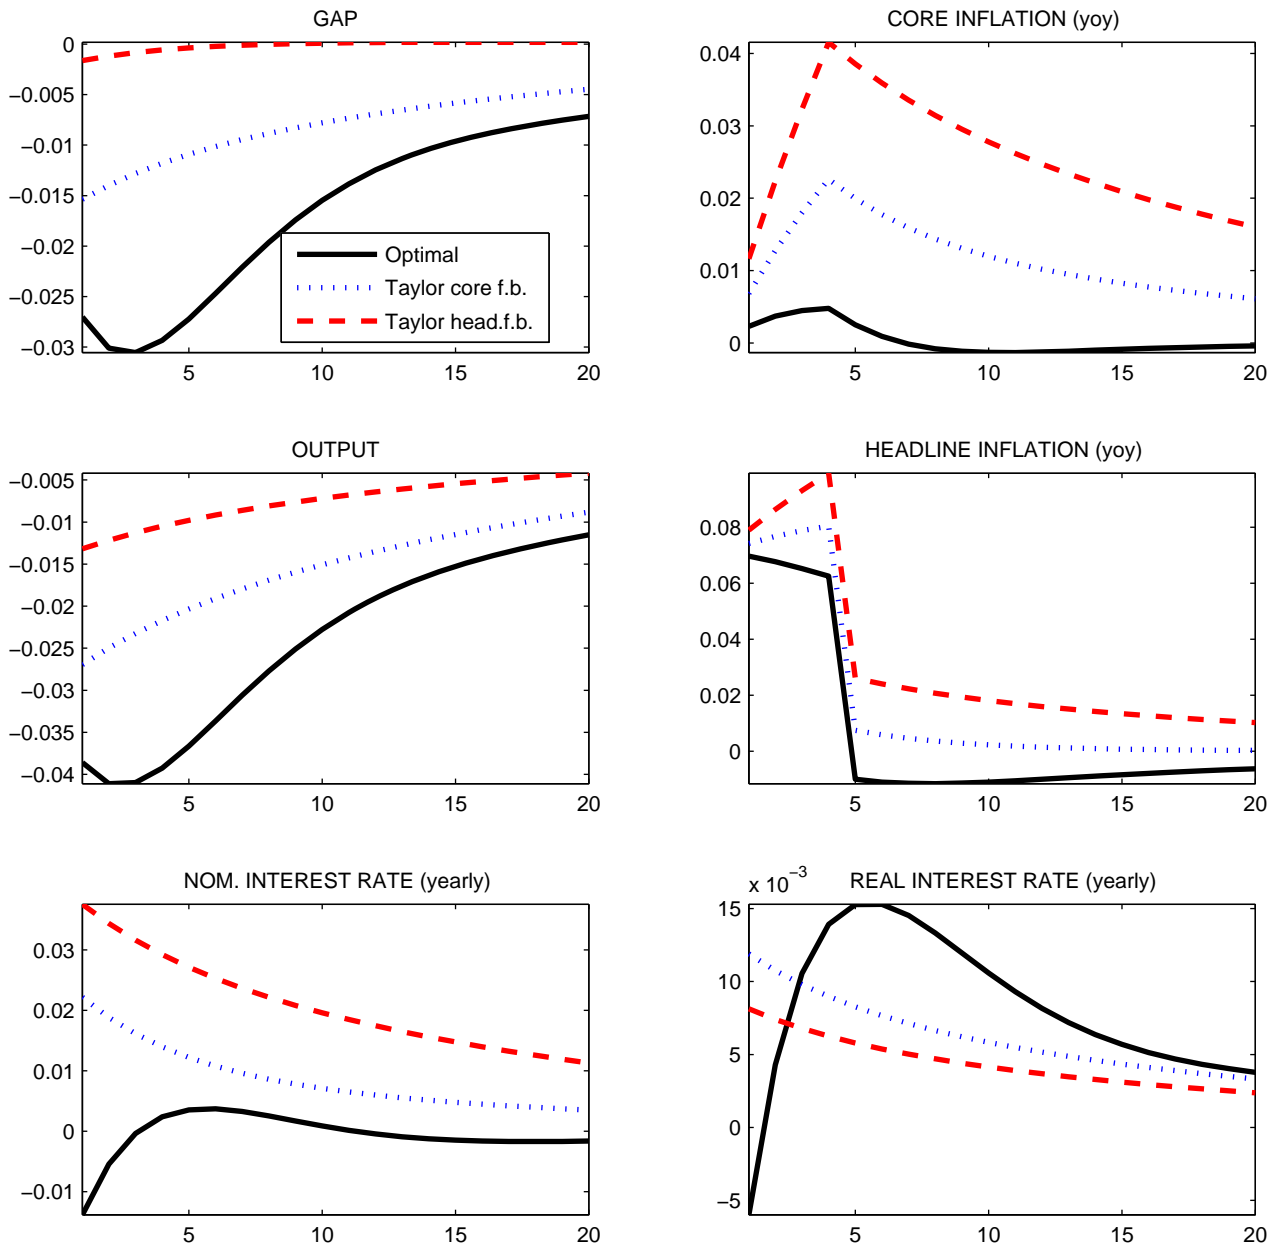 GAP
0
−0.005
−0.01
−0.015
−0.02
−0.025
−0.03
5 10 15 20
Optimal
Taylor core f.b.
Taylor head.f.b.
CORE INFLATION (yoy)
0.04
0.03
0.02
0.01
0
5 10 15 20
OUTPUT
−0.005
−0.01
−0.015
−0.02
−0.025
−0.03
−0.035
−0.04
5 10 15 20
HEADLINE INFLATION (yoy)
0.08
0.06
0.04
0.02
0
5 10 15 20
NOM. INTEREST RATE (yearly)
0.03
0.02
0.01
0
−0.01
5 10 15 20
x 10⁻³
REAL INTEREST RATE (yearly)
15
10
5
0
−5
5 10 15 20